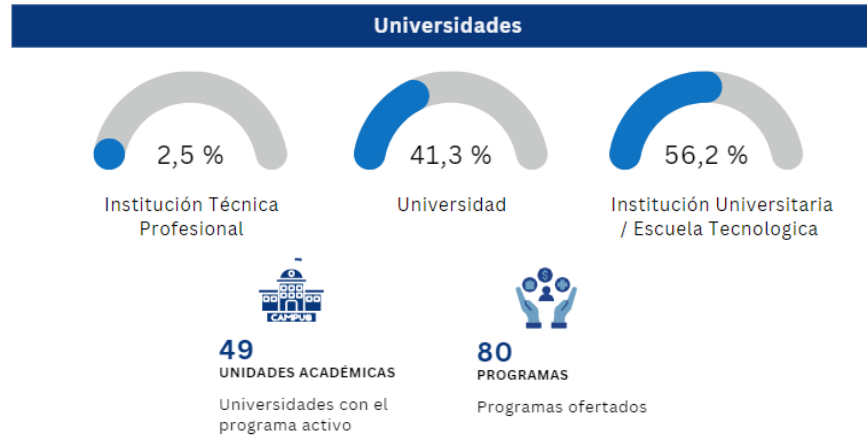 Universidades
2,5 %
Institución Técnica
Profesional
41,3 %
Universidad
56,2 %
Institución Universitaria
/ Escuela Tecnologica
CAMPUS
49
UNIDADES ACADÉMICAS
Universidades con el
programa activo
$
80
PROGRAMAS
Programas ofertados